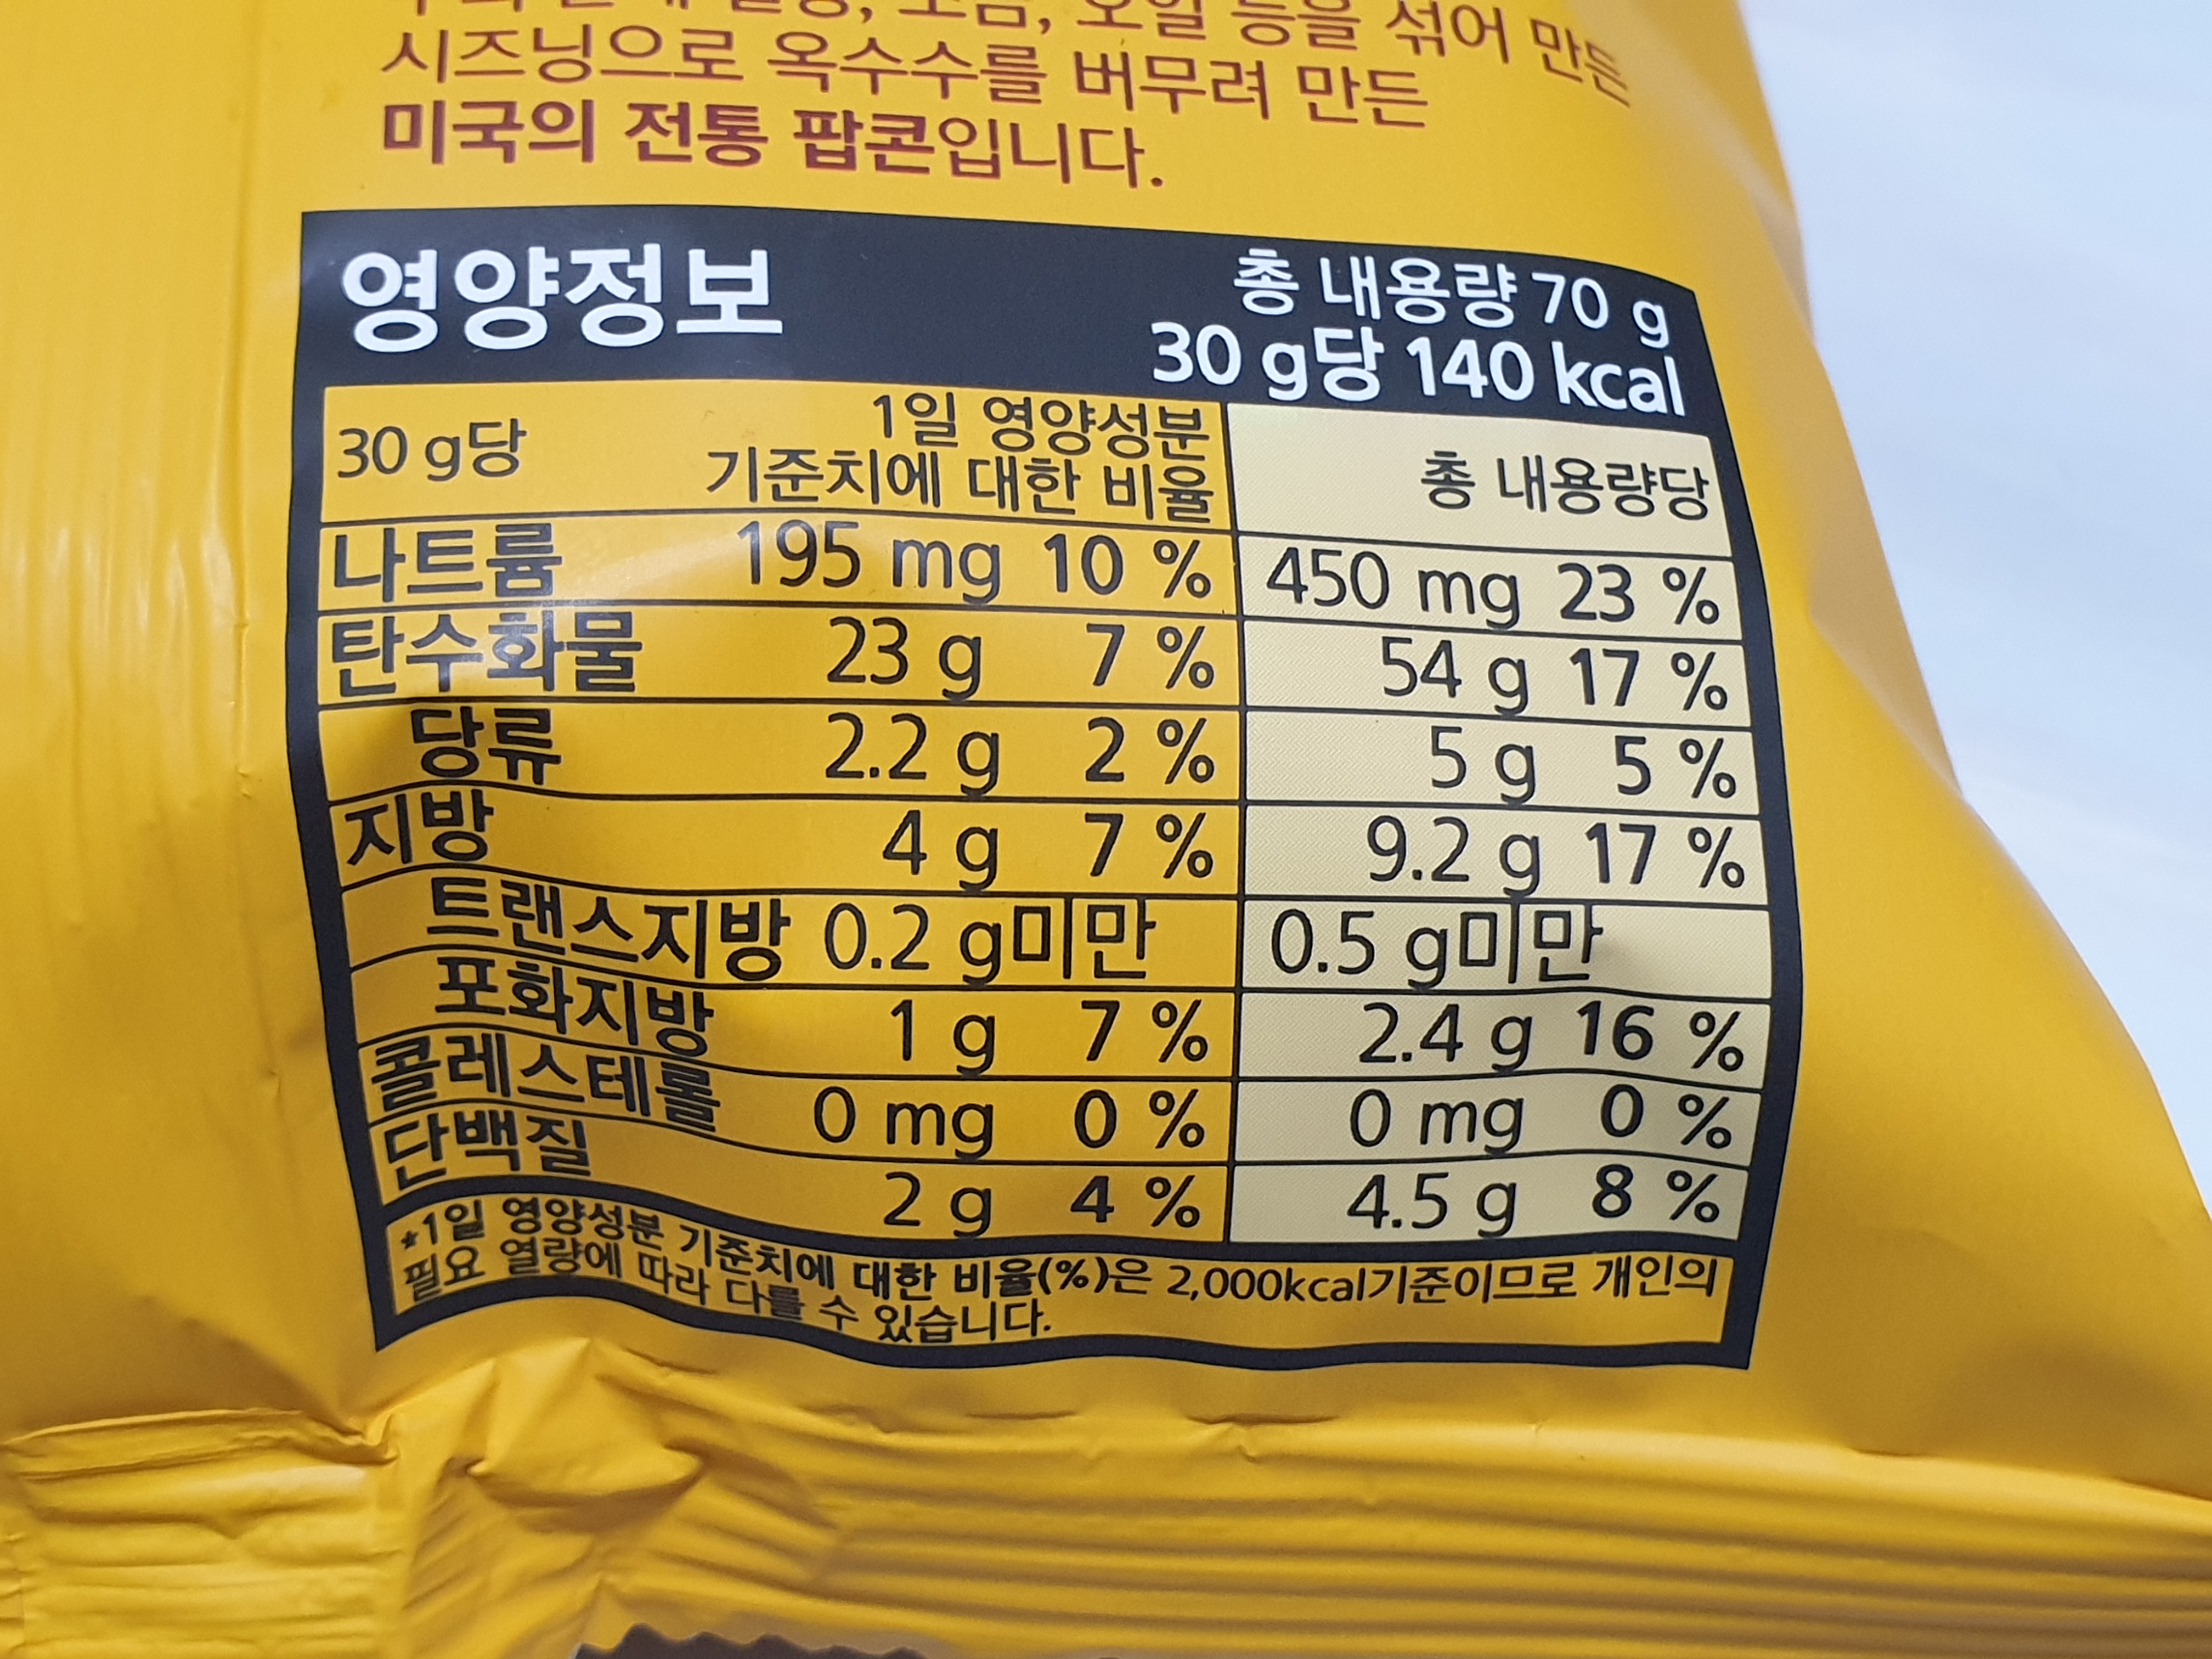 오일 등을 섞어 만든
시즈닝으로 옥수수를 버무려 만든
미국의 전통 팝콘입니다.
영양정보
총 내용량 70 g
30 g당 140 kcal
30 g당 1일 영양성분 기준치에 대한 비율 총 내용량당
나트륨 195 mg 10 % 450 mg 23 %
탄수화물 23 g 7 % 54 g 17 %
당류 2.2 g 2 % 5 g 5 %
지방 4 g 7 % 9.2 g 17 %
트랜스지방 0.2 g미만 0.5 g미만
포화지방 1 g 7 % 2.4 g 16 %
콜레스테롤 0 mg 0 % 0 mg 0 %
단백질 2 g 4 % 4.5 g 8 %
*1일 영양성분 기준치에 대한 비율(%)은 2,000kcal기준이므로 개인의
필요 열량에 따라 다를 수 있습니다.